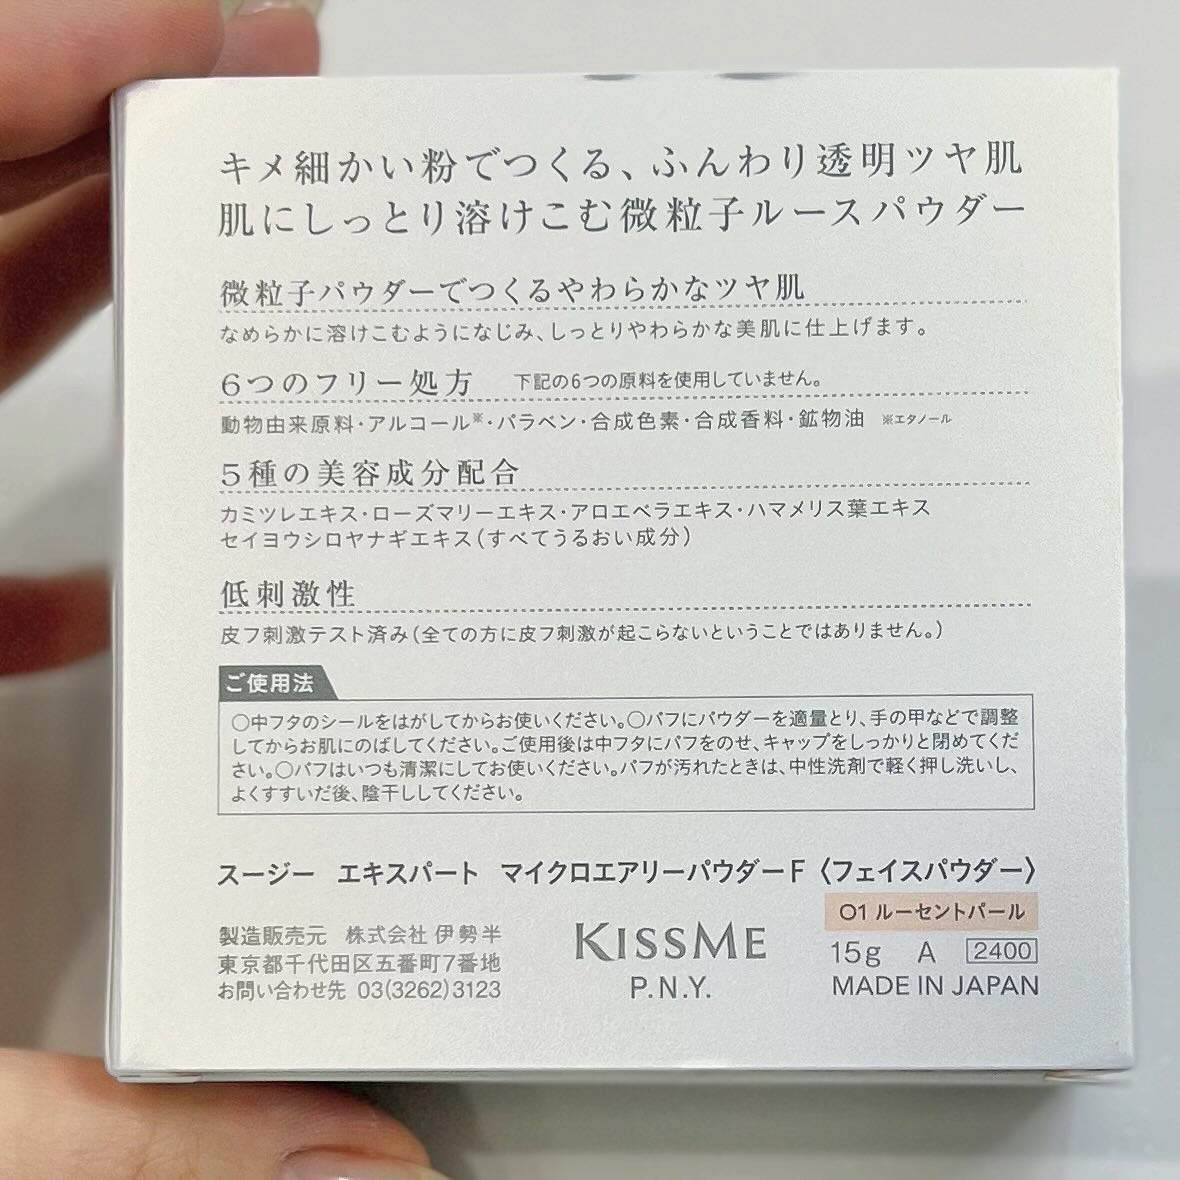 キメ細かい粉でつくる、ふんわり透明ツヤ肌
肌にしっとり溶けこむ微粒子ルースパウダー
微粒子パウダーでつくるやわらかなツヤ肌
なめらかに溶けこむようになじみ、しっとりやわらかな美肌に仕上げます。
6つのフリー処方 下記の6つの原料を使用していません。
動物由来原料・アルコール※・パラベン・合成色素・合成香料・鉱物油 ※エタノール
5種の美容成分配合
カミツレエキス・ローズマリーエキス・アロエベラエキス・ハマメリス葉エキス
セイヨウシロヤナギエキス(すべてうるおい成分)
低刺激性
皮フ刺激テスト済み(全ての方に皮フ刺激が起こらないということではありません。)
ご使用法
○中フタのシールをはがしてからお使いください。○パフにパウダーを適量とり、手の甲などで調整
してからお肌にのばしてください。ご使用後は中フタにパフをのせ、キャップをしっかりと閉めてくだ
さい。○パフはいつも清潔にしてお使いください。パフが汚れたときは、中性洗剤で軽く押し洗いし、
よくすすいだ後、陰干ししてください。
スージー エキスパート マイクロエアリーパウダーF〈フェイスパウダー〉
01 ルーセントパール
製造販売元 株式会社 伊勢半
東京都千代田区五番町7番地
お問い合わせ先 03(3262)3123
KISSME
P.N.Y.
15g A 2400
MADE IN JAPAN